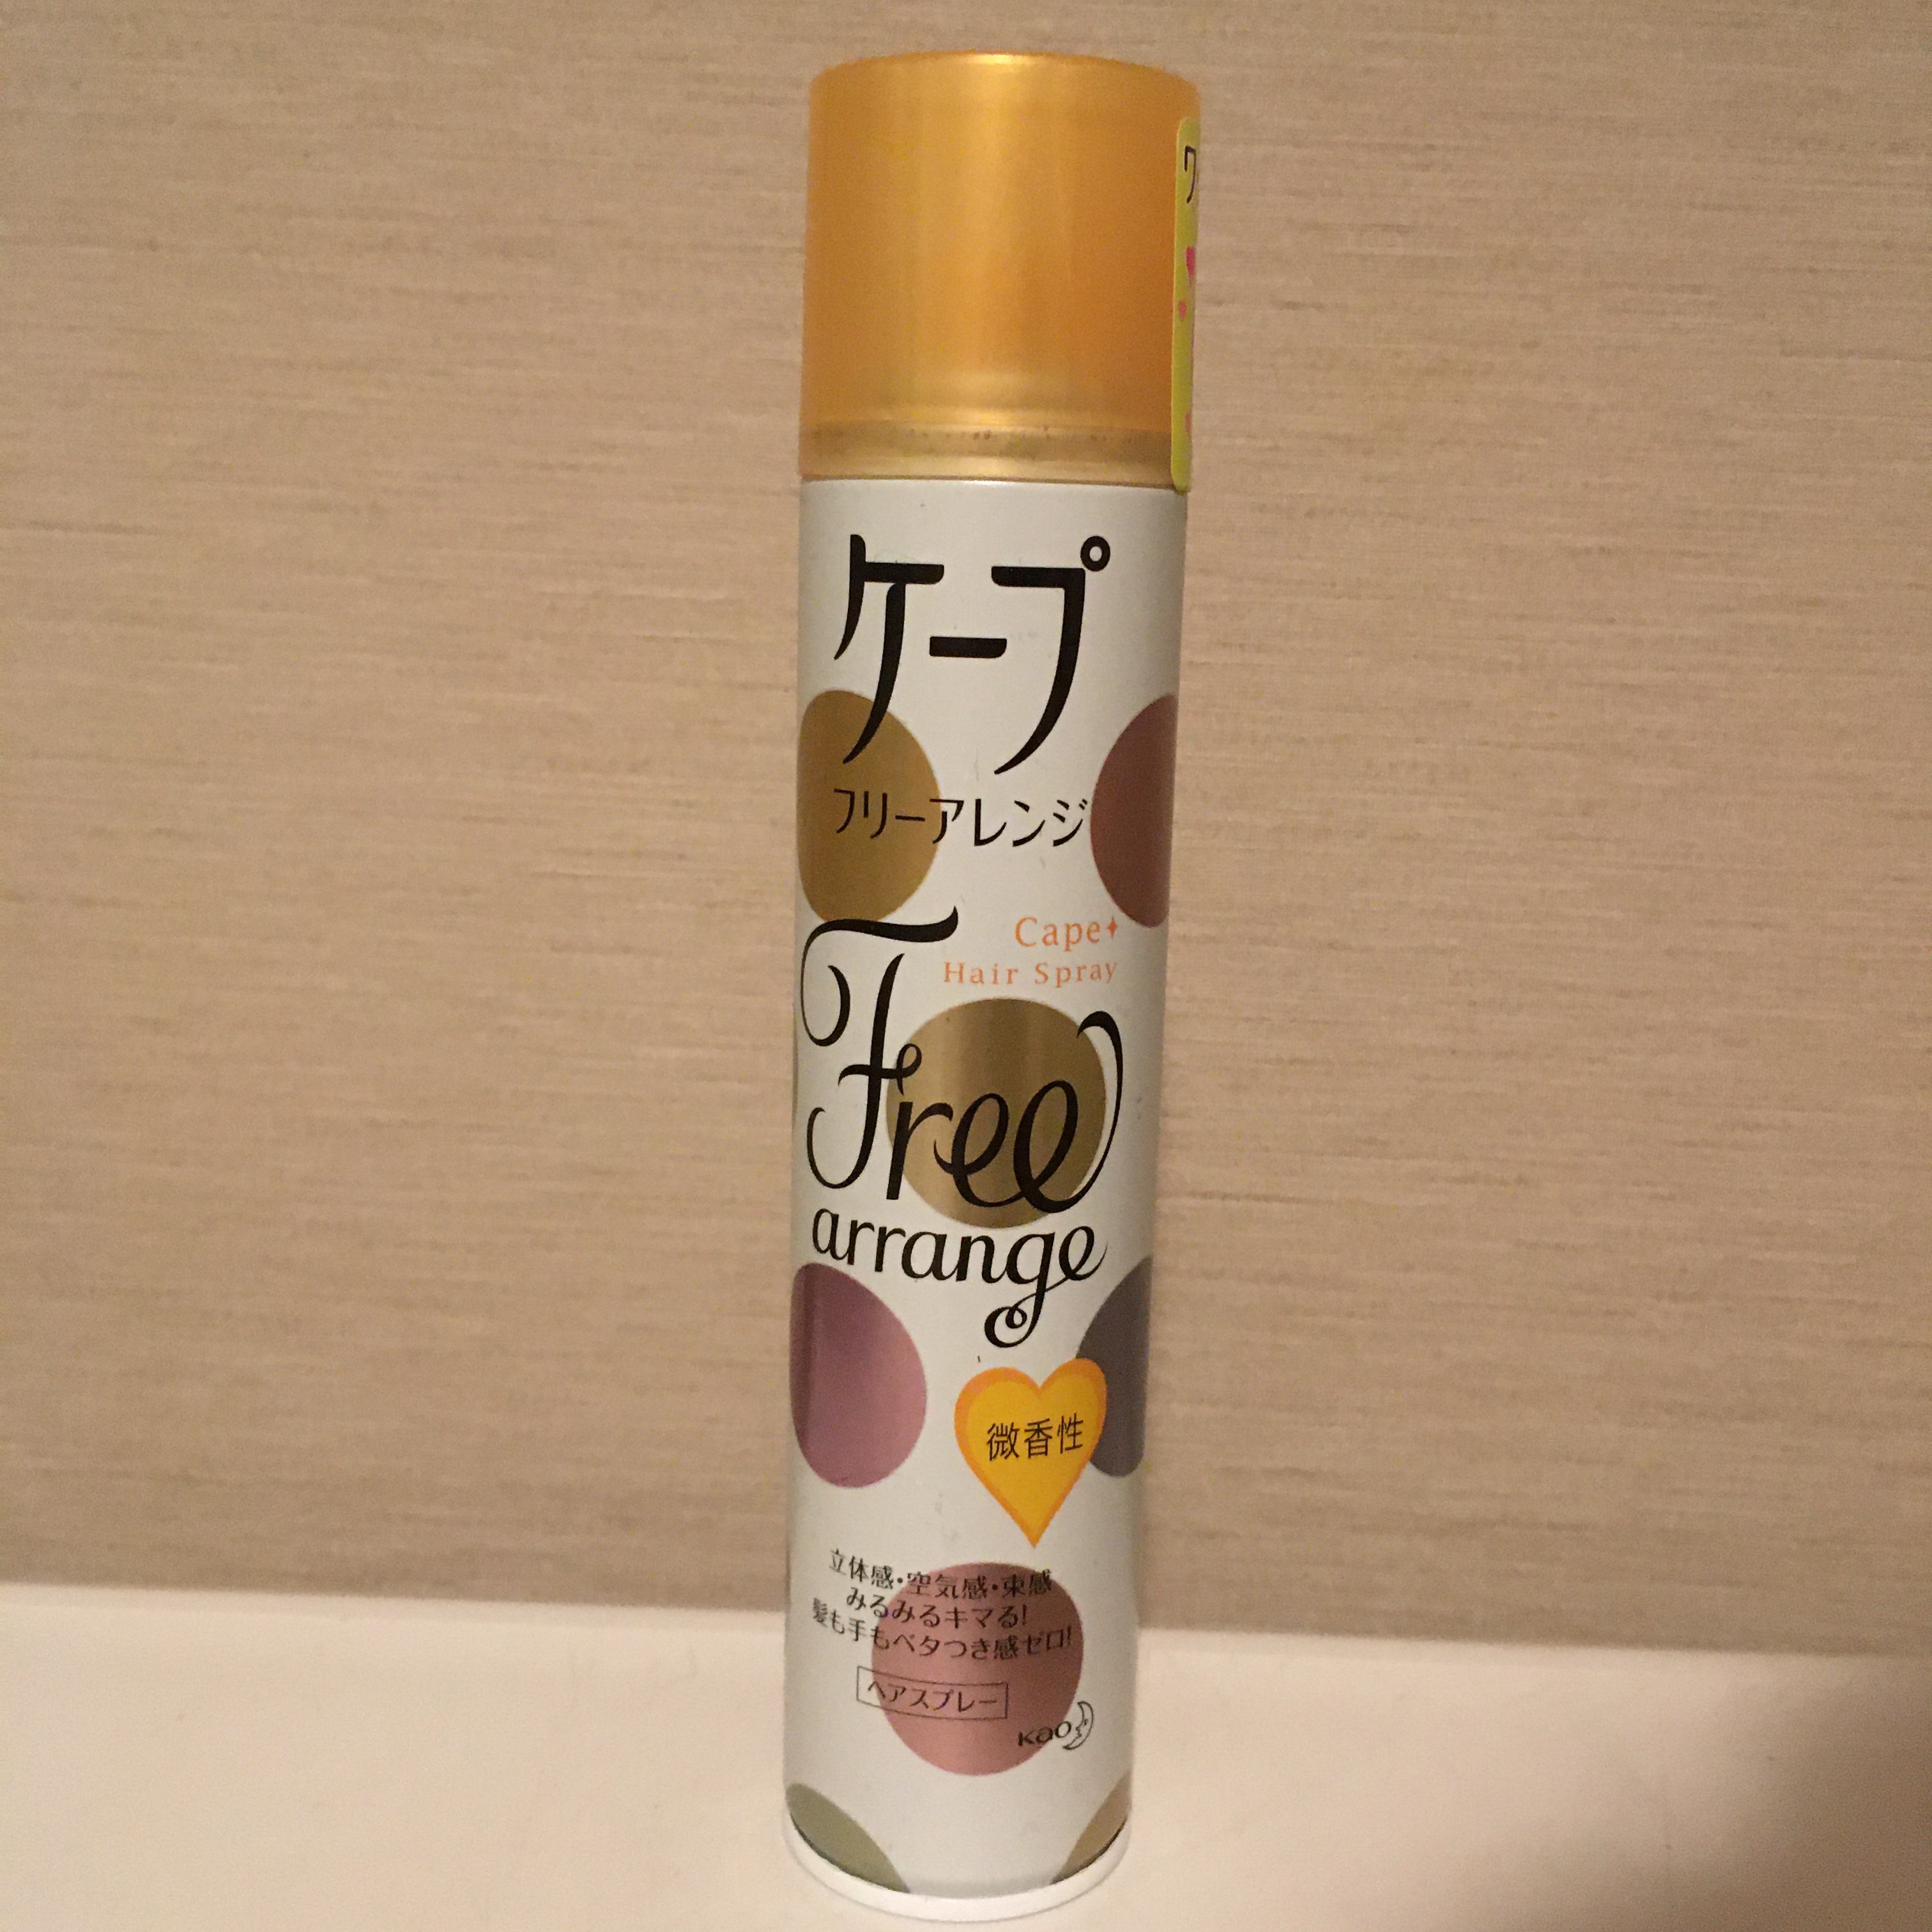 ケープ
フリーアレンジ
Cape
Hair Spray
Free
arrange
微香性
立体感・空気感・束感
みるみるキマる!
髪も手もベタつき感ゼロ!
ヘアスプレー
Kao